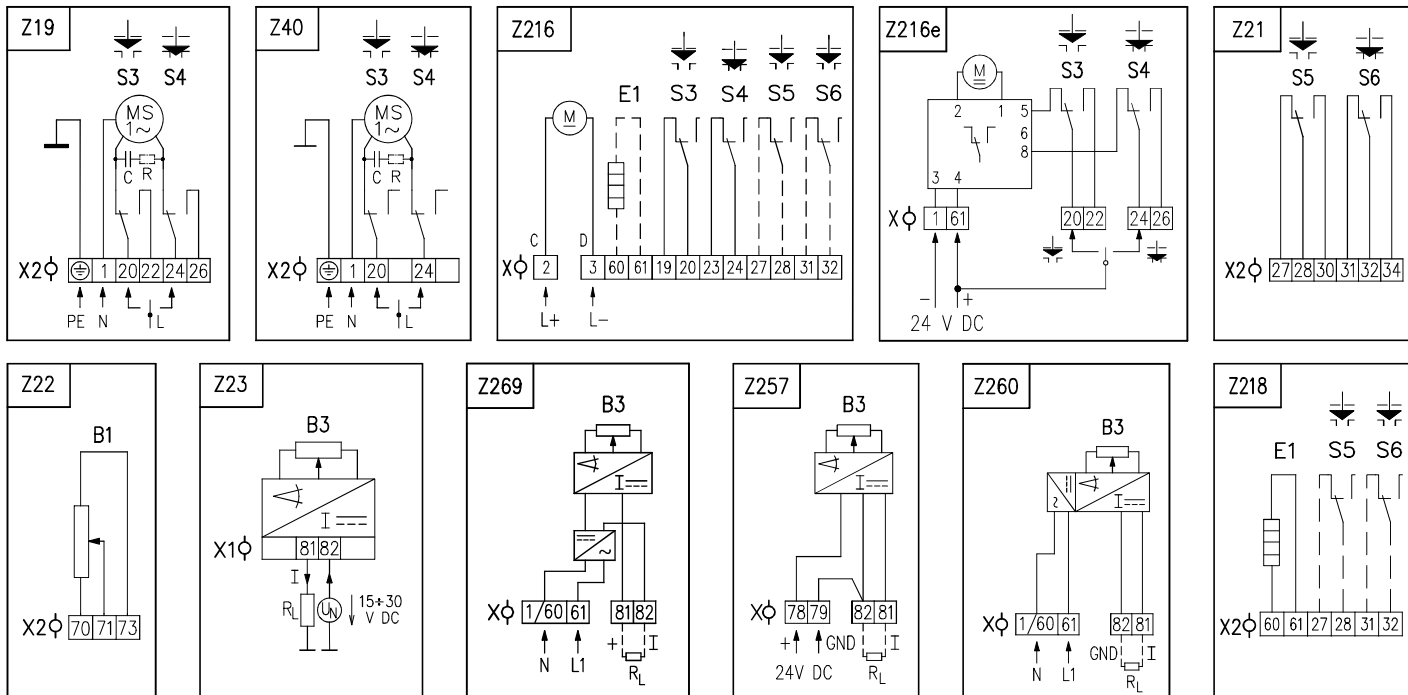 Z19
S3 S4
MS
1~
C R
X2 1 20 22 24 26
PE N L
Z40
S3 S4
MS
1~
C R
X2 1 20 24
PE N L
Z216
E1 S3 S4 S5 S6
M
C D
X 2 3 60 61 19 20 23 24 27 28 31 32
L+ L-
Z216e
M S3 S4
2 1 5
6
8
3 4
X 1 61 20 22 24 26
- +
24 V DC
Z21
S5 S6
X2 27 28 30 31 32 34
Z22
B1
X2 70 71 73
Z23
B3
I
X1 81 82
I
RL UN 15÷30
V DC
Z269
B3
I
~
X 1/60 61 81 82
+ I
N L1 RL
Z257
B3
I
X 78 79 82 81
+ GND I
24V DC RL
Z260
B3
~ I
X 1/60 61 82 81
GND I
N L1 RL
Z218
E1 S5 S6
X2 60 61 27 28 31 32